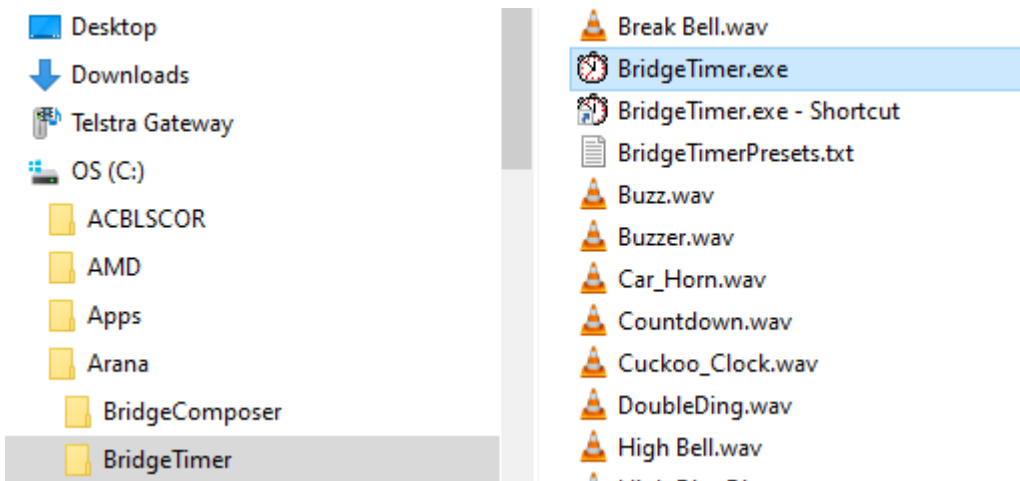 Desktop
Downloads
Telstra Gateway
OS (C:)
ACBLSCOR
AMD
Apps
Arana
BridgeComposer
BridgeTimer
Break Bell.wav
BridgeTimer.exe
BridgeTimer.exe - Shortcut
BridgeTimerPresets.txt
Buzz.wav
Buzzer.wav
Car_Horn.wav
Countdown.wav
Cuckoo_Clock.wav
DoubleDing.wav
High Bell.wav